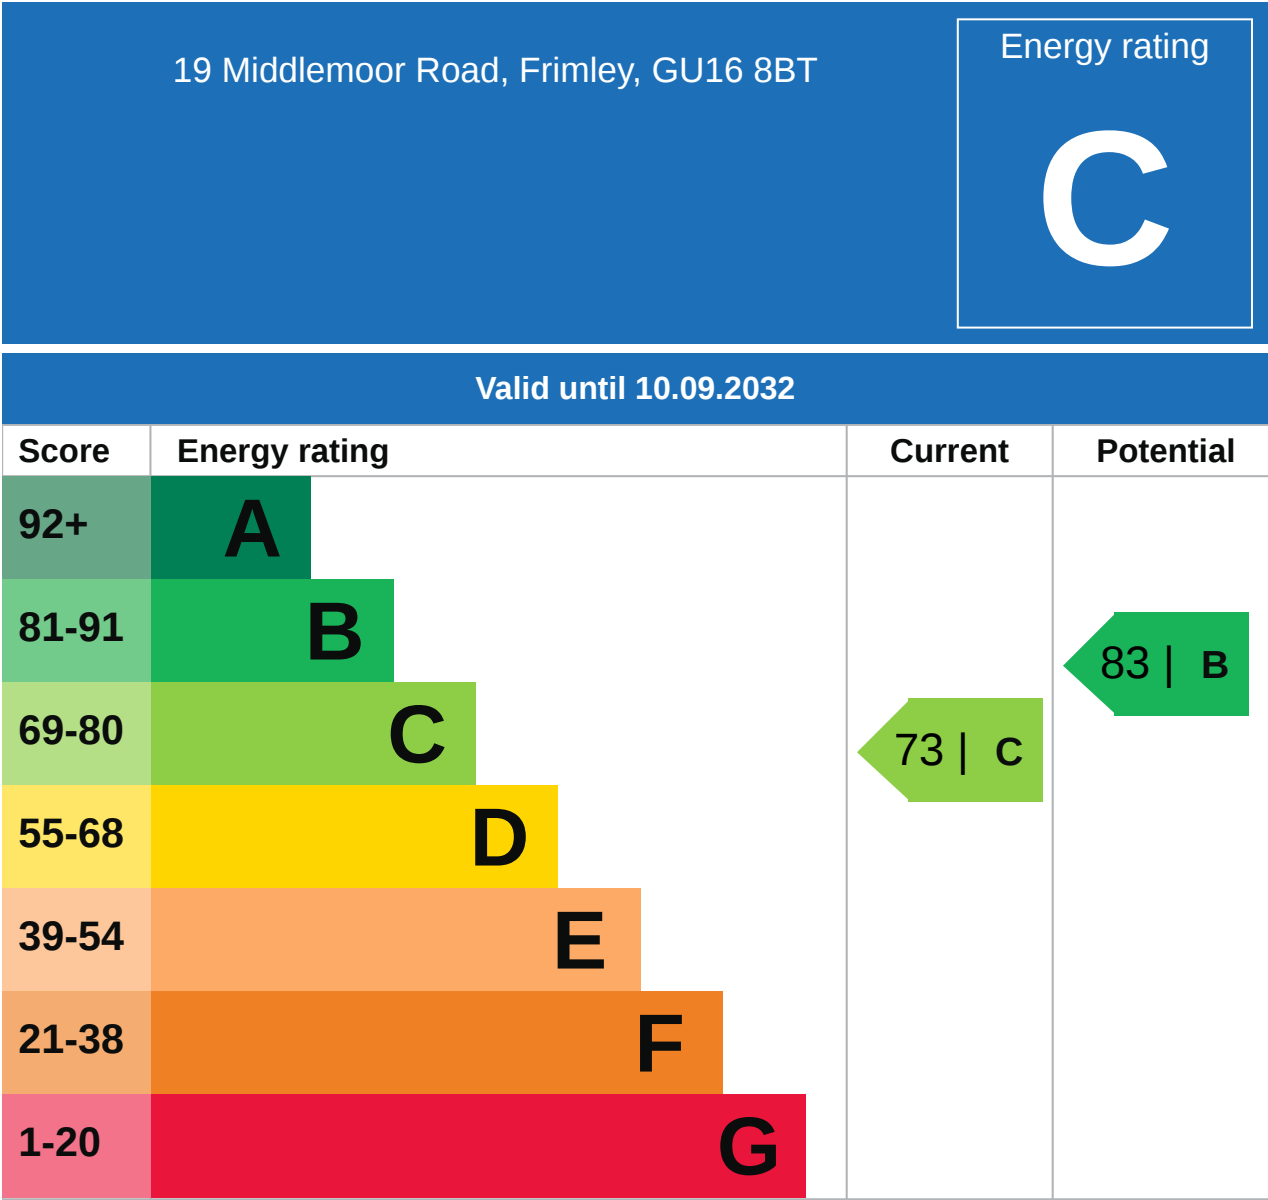 19 Middlemoor Road, Frimley, GU16 8BT
Energy rating
C
Valid until 10.09.2032
Score Energy rating Current Potential
92+ A
81-91 B
83 | B
69-80 C
73 | C
55-68 D
39-54 E
21-38 F
1-20 G